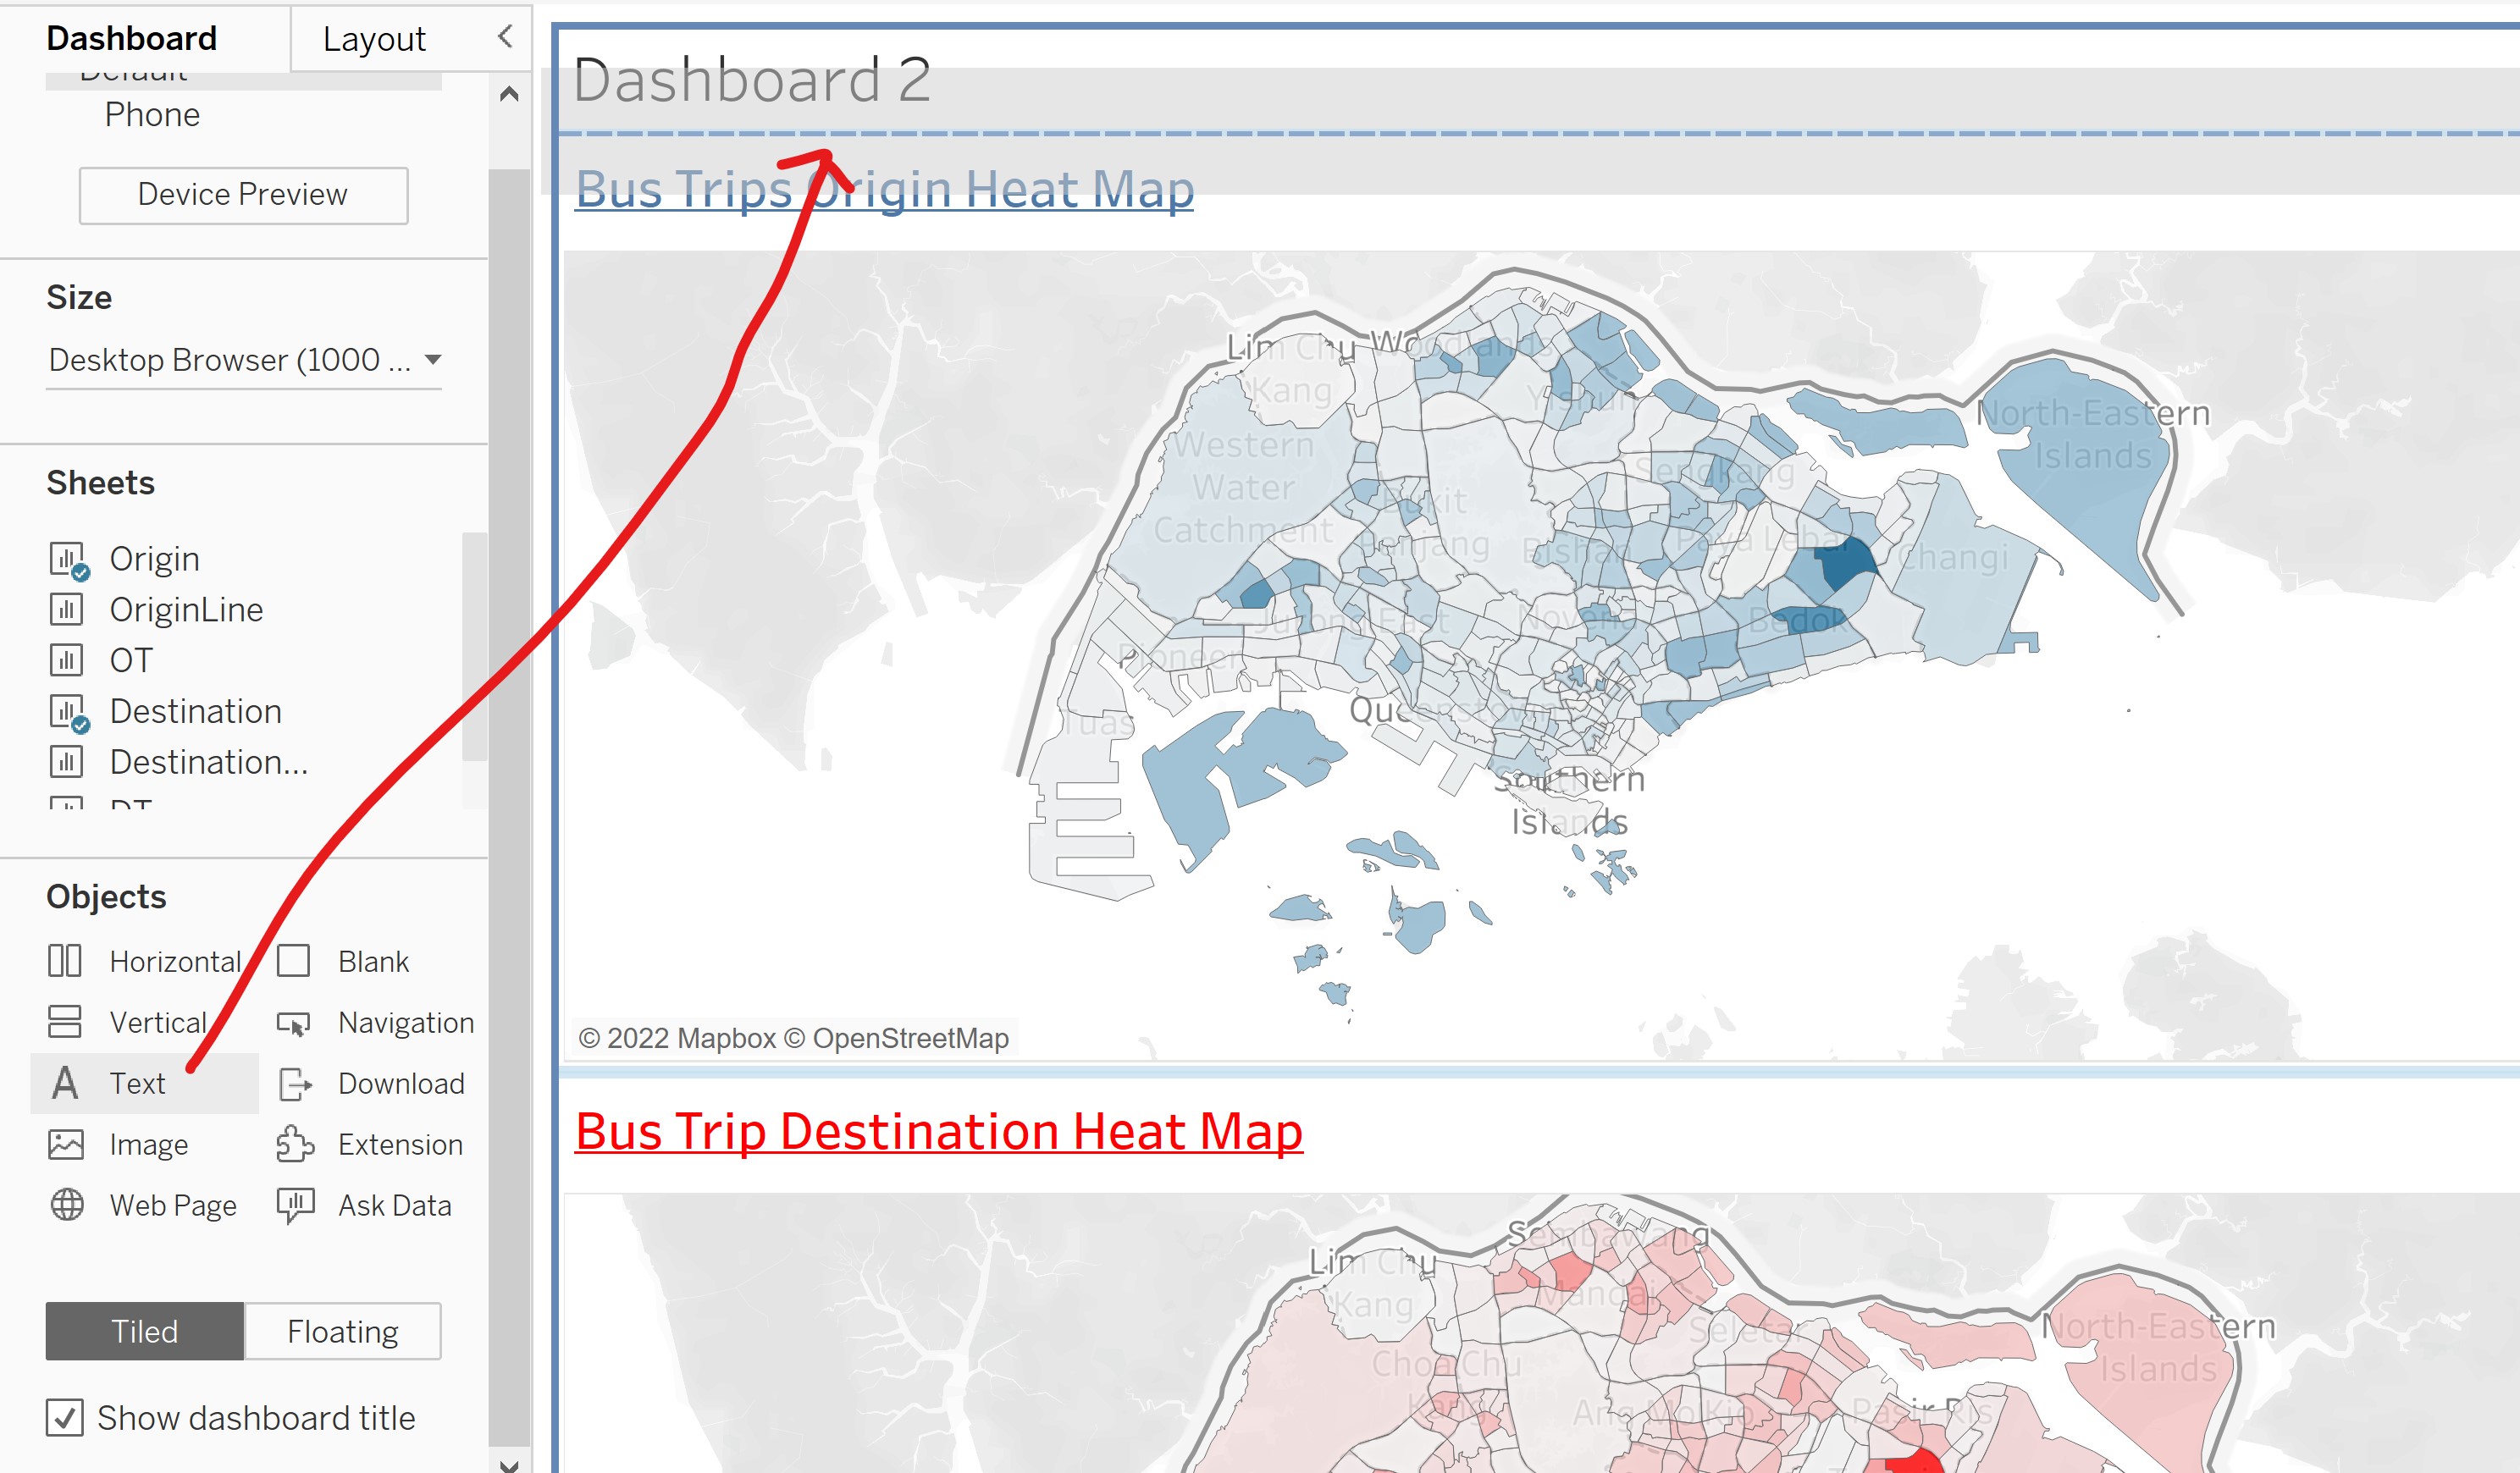 Dashboard
Layout
Default
Phone
Device Preview
Size
Desktop Browser (1000 ...
Sheets
Origin
OriginLine
OT
Destination
Destination...
DT
Objects
Horizontal
Blank
Vertical
Navigation
Text
Download
Image
Extension
Web Page
Ask Data
Tiled
Floating
Show dashboard title
Dashboard 2
Bus Trips Origin Heat Map
Lim Chu
Kang
Woodlands
Yishun
North-Eastern
Islands
Western
Water
Catchment
Sengkang
Bukit
Panjang
Bishan
Paya Lebar
Changi
Jurong East
Novena
Bedok
Pioneer
Tuas
Queenstown
Southern
Islands
© 2022 Mapbox © OpenStreetMap
Bus Trip Destination Heat Map
Sembawang
Lim Chu
Kang
Mandai
Seletar
North-Eastern
Islands
Choa Chu
Kang
Ang Mo Kio
Pasir Ris